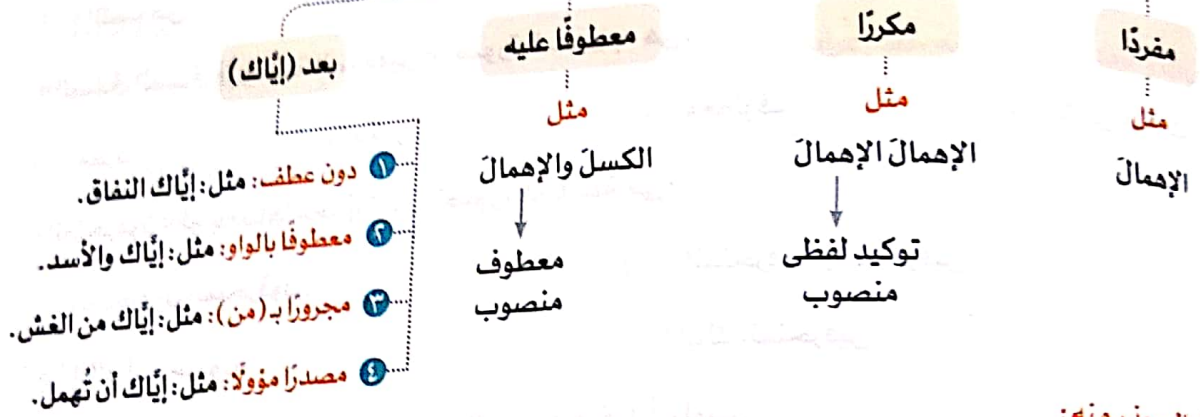 مفردًا
مثل
الإهمالَ
مكررًا
مثل
الإهمالَ الإهمالَ
توكيد لفظى
منصوب
معطوفًا عليه
مثل
الكسلَ والإهمالَ
معطوف
منصوب
بعد (إيَّاك)
١ دون عطف: مثل: إيَّاك النفاق.
٢ معطوفًا بالواو: مثل: إيَّاك والأسد.
٣ مجرورًا بـ(من): مثل: إيَّاك من الغش.
٤ مصدرًا مؤولًا: مثل: إيَّاك أن تُهمل.